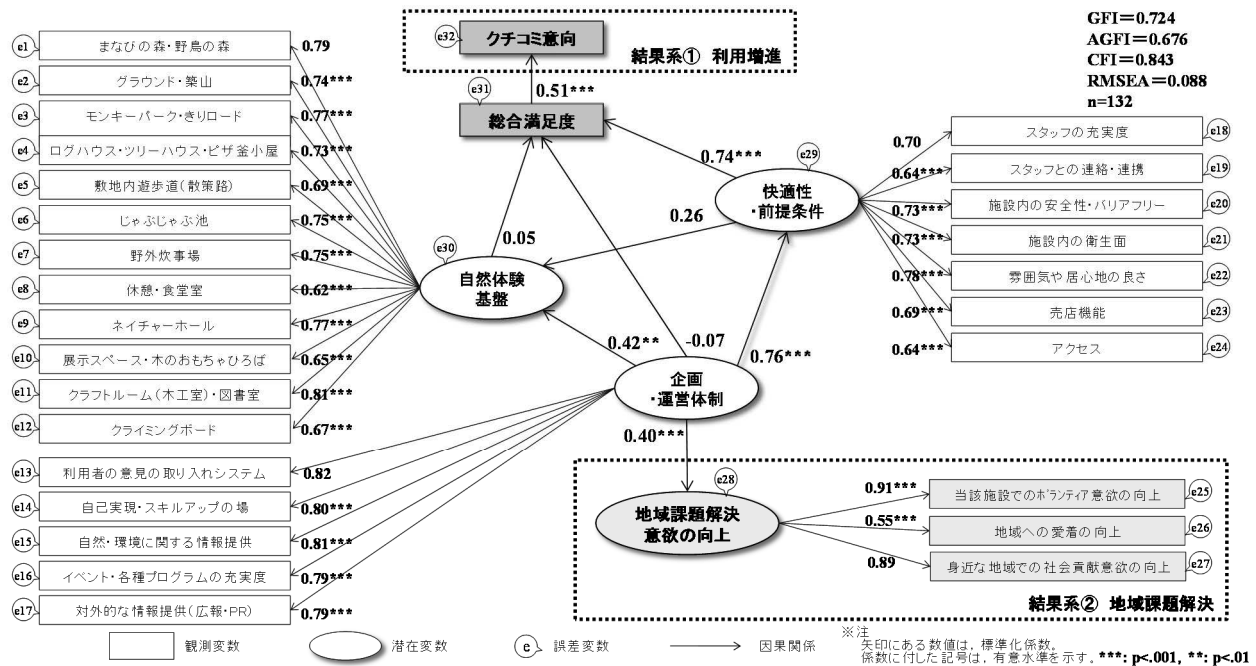 GFI＝0.724
AGFI＝0.676
CFI＝0.843
RMSEA＝0.088
n=132
e32
クチコミ意向
結果系① 利用増進
0.51***
e31
総合満足度
e1
まなびの森・野鳥の森
0.79
e2
グラウンド・築山
0.74***
e3
モンキーパーク・きりロード
0.77***
e4
ログハウス・ツリーハウス・ピザ釜小屋
0.73***
e5
敷地内遊歩道（散策路）
0.69***
e6
じゃぶじゃぶ池
0.75***
e7
野外炊事場
0.75***
e8
休憩・食堂室
0.62***
e9
ネイチャーホール
0.77***
e10
展示スペース・木のおもちゃひろば
0.65***
e11
クラフトルーム（木工室）・図書室
0.81***
e12
クライミングボード
0.67***
e13
利用者の意見の取り入れシステム
0.82
e14
自己実現・スキルアップの場
0.80***
e15
自然・環境に関する情報提供
0.81***
e16
イベント・各種プログラムの充実度
0.79***
e17
対外的な情報提供（広報・PR）
0.79***
0.74***
e29
快適性
・前提条件
0.26
0.05
e30
自然体験
基盤
0.42**
-0.07
0.76***
企画
・運営体制
0.40***
0.70
スタッフの充実度
e18
0.64***
スタッフとの連絡・連携
e19
0.73***
施設内の安全性・バリアフリー
e20
0.73***
施設内の衛生面
e21
0.78***
雰囲気や居心地の良さ
e22
0.69***
売店機能
e23
0.64***
アクセス
e24
e28
地域課題解決
意欲の向上
0.91***
当該施設でのボランティア意欲の向上
e25
0.55***
地域への愛着の向上
e26
0.89
身近な地域での社会貢献意欲の向上
e27
結果系② 地域課題解決
観測変数
潜在変数
e
誤差変数
因果関係
※注
矢印にある数値は，標準化係数。
係数に付した記号は，有意水準を示す。***: p<.001, **: p<.01